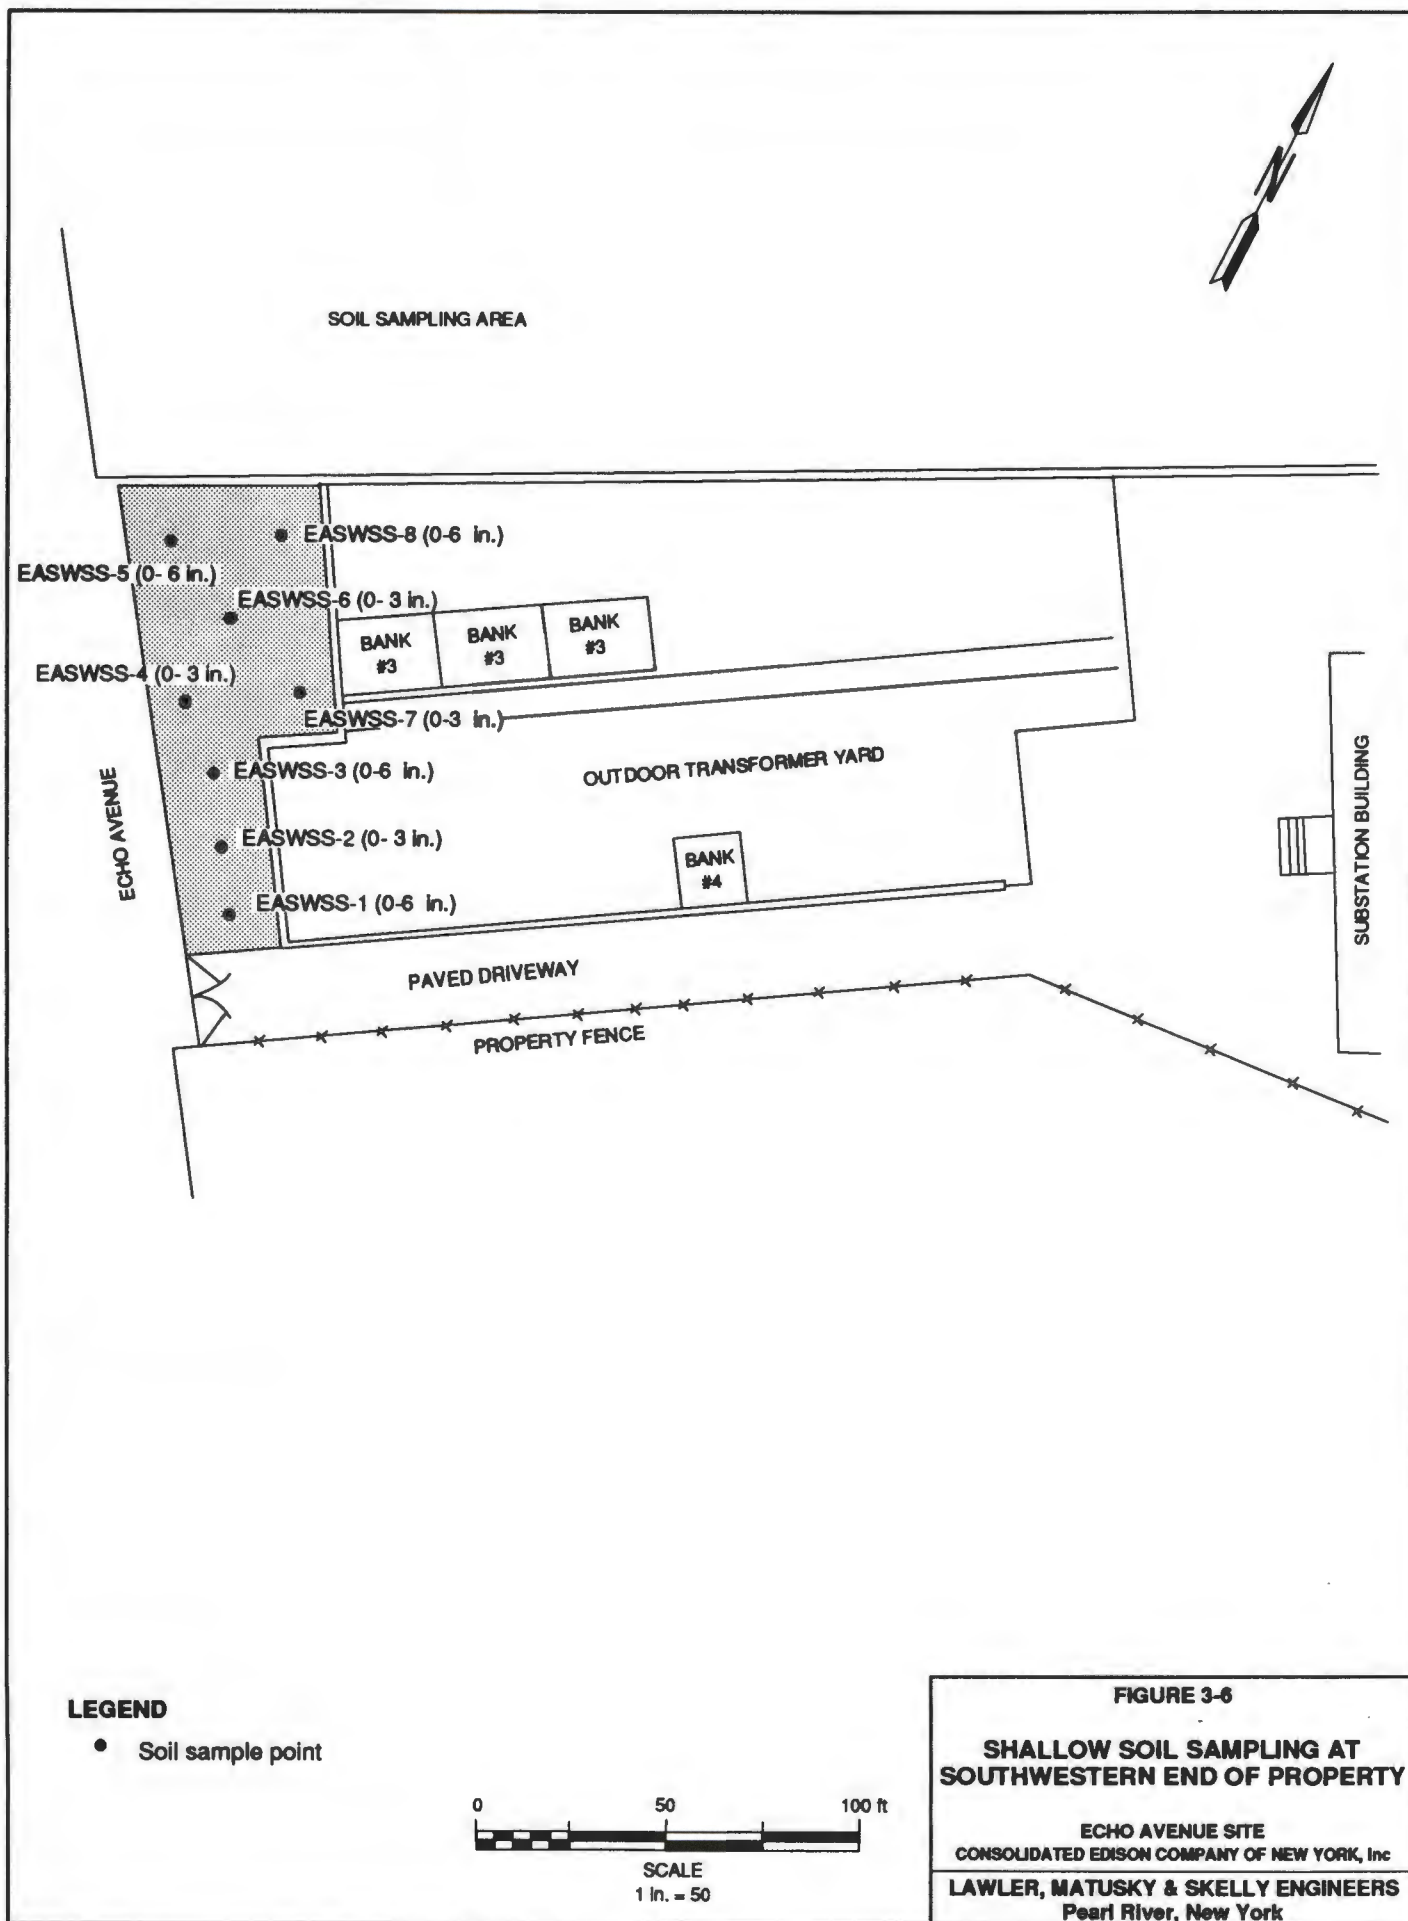 N
SOIL SAMPLING AREA
EASWSS-8 (0-6 in.)
EASWSS-5 (0- 6 in.)
EASWSS-6 (0- 3 in.)
BANK
#3
BANK
#3
BANK
#3
EASWSS-4 (0- 3 in.)
EASWSS-7 (0-3 in.)
EASWSS-3 (0-6 in.)
OUTDOOR TRANSFORMER YARD
ECHO AVENUE
EASWSS-2 (0- 3 in.)
BANK
#4
SUBSTATION BUILDING
EASWSS-1 (0-6 in.)
PAVED DRIVEWAY
PROPERTY FENCE
LEGEND
Soil sample point
0 50 100 ft
SCALE
1 in. = 50
FIGURE 3-6
SHALLOW SOIL SAMPLING AT
SOUTHWESTERN END OF PROPERTY
ECHO AVENUE SITE
CONSOLIDATED EDISON COMPANY OF NEW YORK, Inc
LAWLER, MATUSKY & SKELLY ENGINEERS
Pearl River, New York